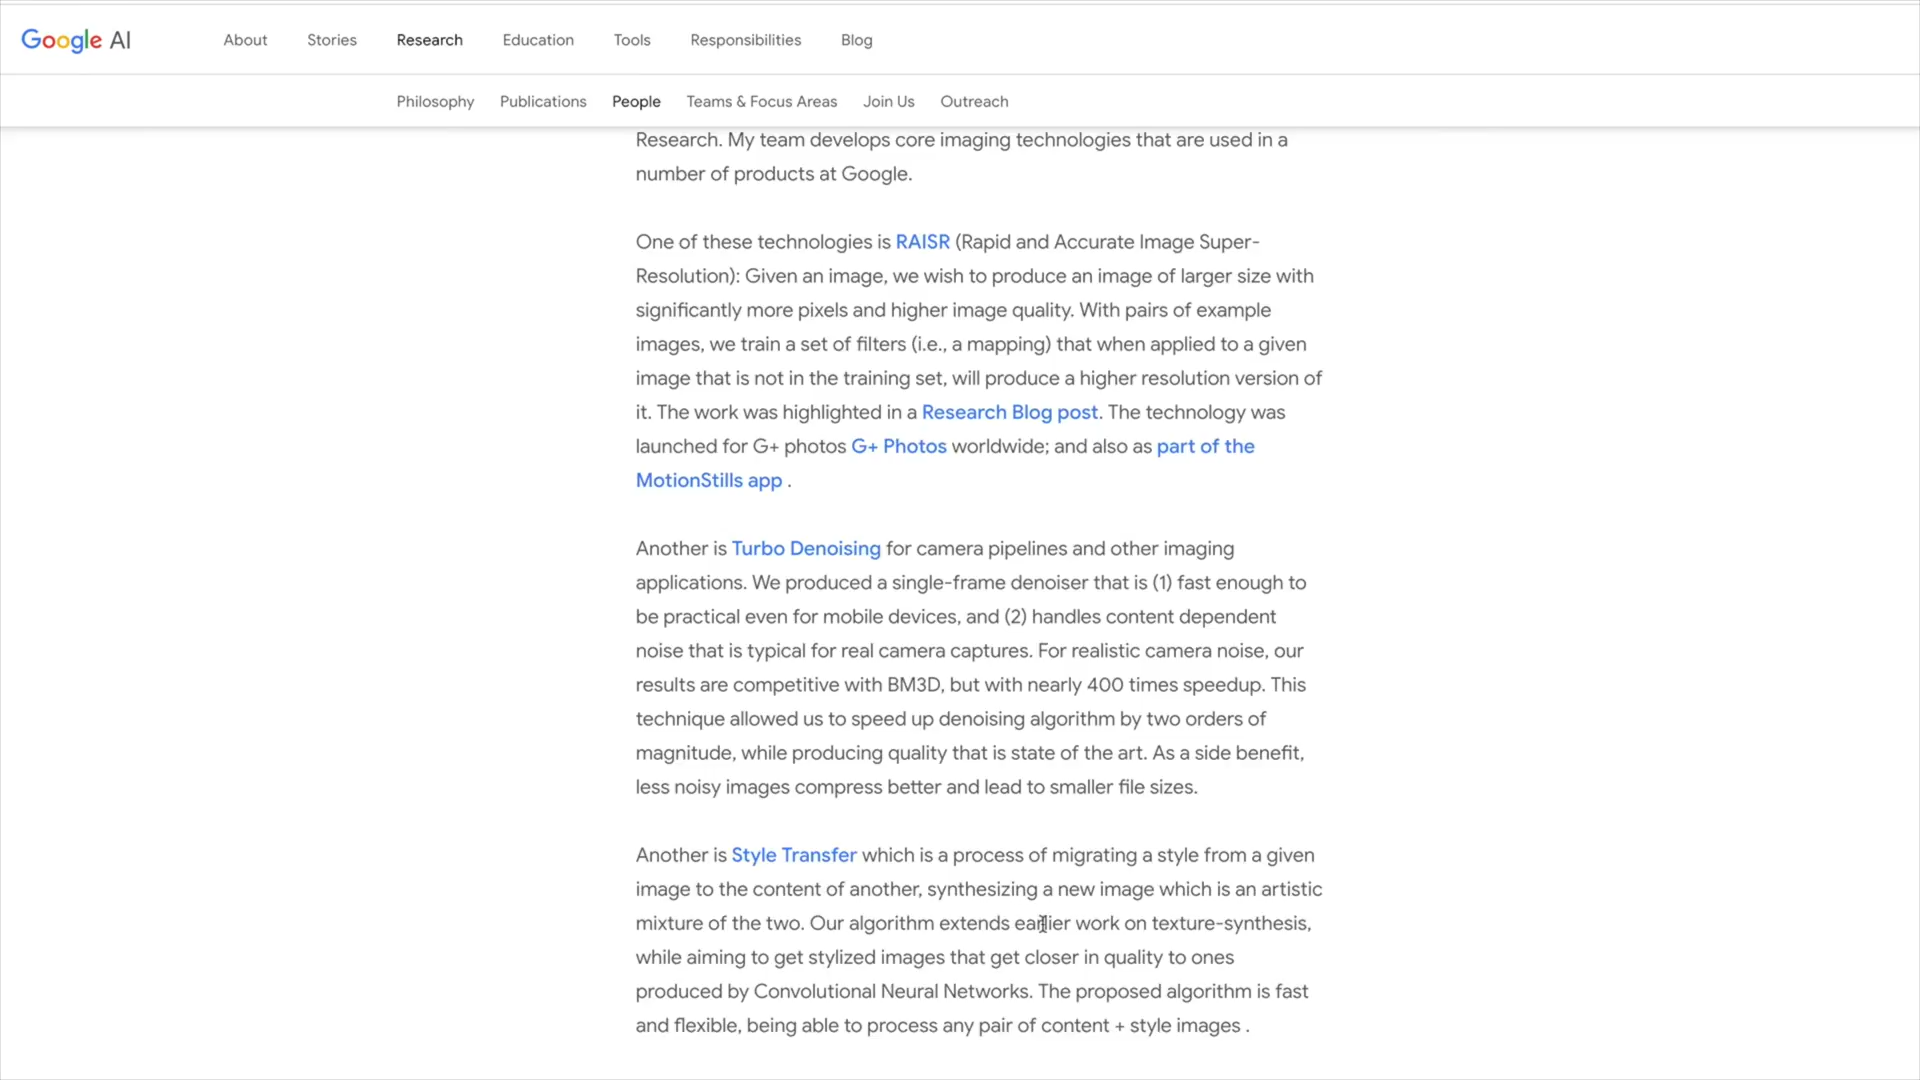 Google AI
About Stories Research Education Tools Responsibilities Blog
Philosophy Publications People Teams & Focus Areas Join Us Outreach
Research. My team develops core imaging technologies that are used in a
number of products at Google.
One of these technologies is RAISR (Rapid and Accurate Image Super-
Resolution): Given an image, we wish to produce an image of larger size with
significantly more pixels and higher image quality. With pairs of example
images, we train a set of filters (i.e., a mapping) that when applied to a given
image that is not in the training set, will produce a higher resolution version of
it. The work was highlighted in a Research Blog post. The technology was
launched for G+ photos G+ Photos worldwide; and also as part of the
MotionStills app .
Another is Turbo Denoising for camera pipelines and other imaging
applications. We produced a single-frame denoiser that is (1) fast enough to
be practical even for mobile devices, and (2) handles content dependent
noise that is typical for real camera captures. For realistic camera noise, our
results are competitive with BM3D, but with nearly 400 times speedup. This
technique allowed us to speed up denoising algorithm by two orders of
magnitude, while producing quality that is state of the art. As a side benefit,
less noisy images compress better and lead to smaller file sizes.
Another is Style Transfer which is a process of migrating a style from a given
image to the content of another, synthesizing a new image which is an artistic
mixture of the two. Our algorithm extends earlier work on texture-synthesis,
while aiming to get stylized images that get closer in quality to ones
produced by Convolutional Neural Networks. The proposed algorithm is fast
and flexible, being able to process any pair of content + style images .